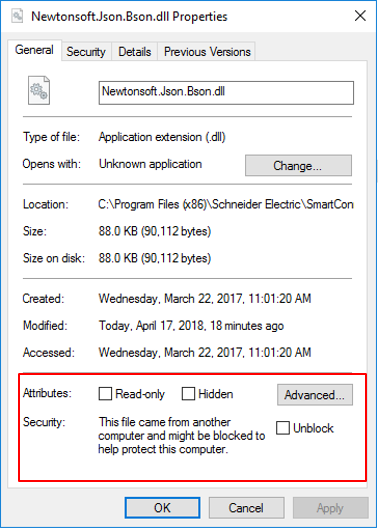 Newtonsoft.Json.Bson.dll Properties
General Security Details Previous Versions
Newtonsoft.Json.Bson.dll
Type of file: Application extension (.dll)
Opens with: Unknown application Change...
Location: C:\Program Files (x86)\Schneider Electric\SmartCon
Size: 88.0 KB (90,112 bytes)
Size on disk: 88.0 KB (90,112 bytes)
Created: Wednesday, March 22, 2017, 11:01:20 AM
Modified: Today, April 17, 2018, 18 minutes ago
Accessed: Wednesday, March 22, 2017, 11:01:20 AM
Attributes: Read-only Hidden Advanced...
Security: This file came from another
computer and might be blocked to
help protect this computer.
Unblock
OK Cancel Apply